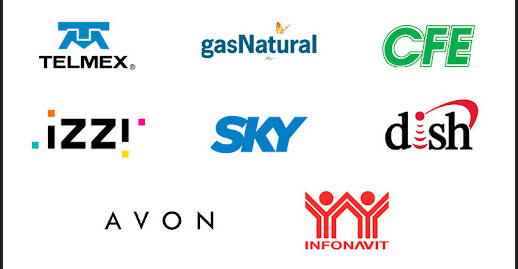 TELMEX®
gasNatural
CFE
izzi
SKY
dish
AVON
INFONAVIT